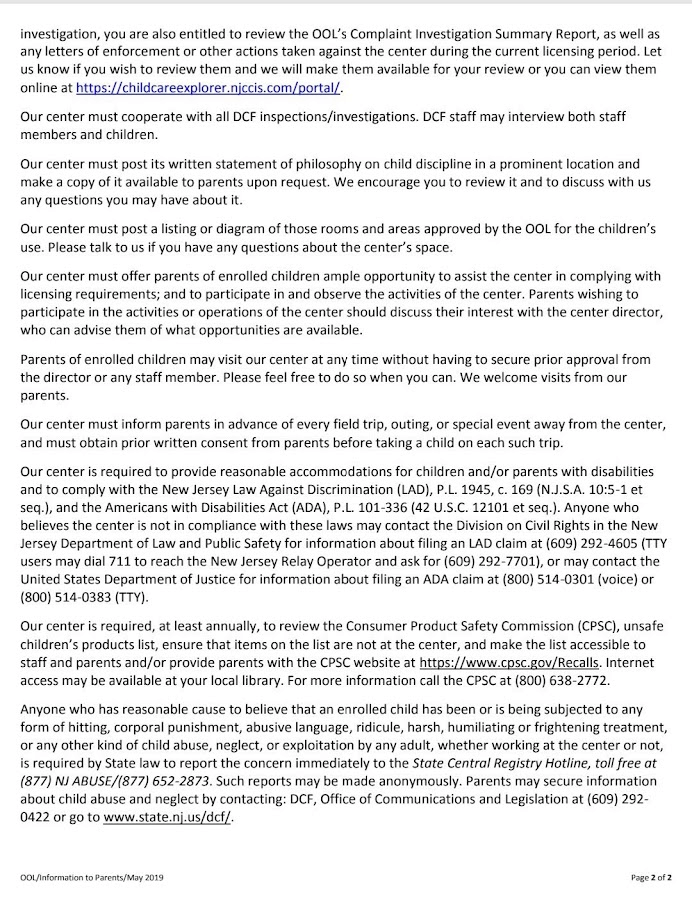 investigation, you are also entitled to review the OOL's Complaint Investigation Summary Report, as well as
any letters of enforcement or other actions taken against the center during the current licensing period. Let
us know if you wish to review them and we will make them available for your review or you can view them
online at https://childcareexplorer.njccis.com/portal/.
Our center must cooperate with all DCF inspections/investigations. DCF staff may interview both staff
members and children.
Our center must post its written statement of philosophy on child discipline in a prominent location and
make a copy of it available to parents upon request. We encourage you to review it and to discuss with us
any questions you may have about it.
Our center must post a listing or diagram of those rooms and areas approved by the OOL for the children's
use. Please talk to us if you have any questions about the center's space.
Our center must offer parents of enrolled children ample opportunity to assist the center in complying with
licensing requirements; and to participate in and observe the activities of the center. Parents wishing to
participate in the activities or operations of the center should discuss their interest with the center director,
who can advise them of what opportunities are available.
Parents of enrolled children may visit our center at any time without having to secure prior approval from
the director or any staff member. Please feel free to do so when you can. We welcome visits from our
parents.
Our center must inform parents in advance of every field trip, outing, or special event away from the center,
and must obtain prior written consent from parents before taking a child on each such trip.
Our center is required to provide reasonable accommodations for children and/or parents with disabilities
and to comply with the New Jersey Law Against Discrimination (LAD), P.L. 1945, c. 169 (N.J.S.A. 10:5-1 et
seq.), and the Americans with Disabilities Act (ADA), P.L. 101-336 (42 U.S.C. 12101 et seq.). Anyone who
believes the center is not in compliance with these laws may contact the Division on Civil Rights in the New
Jersey Department of Law and Public Safety for information about filing an LAD claim at (609) 292-4605 (TTY
users may dial 711 to reach the New Jersey Relay Operator and ask for (609) 292-7701), or may contact the
United States Department of Justice for information about filing an ADA claim at (800) 514-0301 (voice) or
(800) 514-0383 (TTY).
Our center is required, at least annually, to review the Consumer Product Safety Commission (CPSC), unsafe
children's products list, ensure that items on the list are not at the center, and make the list accessible to
staff and parents and/or provide parents with the CPSC website at https://www.cpsc.gov/Recalls. Internet
access may be available at your local library. For more information call the CPSC at (800) 638-2772.
Anyone who has reasonable cause to believe that an enrolled child has been or is being subjected to any
form of hitting, corporal punishment, abusive language, ridicule, harsh, humiliating or frightening treatment,
or any other kind of child abuse, neglect, or exploitation by any adult, whether working at the center or not,
is required by State law to report the concern immediately to the State Central Registry Hotline, toll free at
(877) NJ ABUSE/(877) 652-2873. Such reports may be made anonymously. Parents may secure information
about child abuse and neglect by contacting: DCF, Office of Communications and Legislation at (609) 292-
0422 or go to www.state.nj.us/dcf/.
OOL/Information to Parents/May 2019
Page 2 of 2